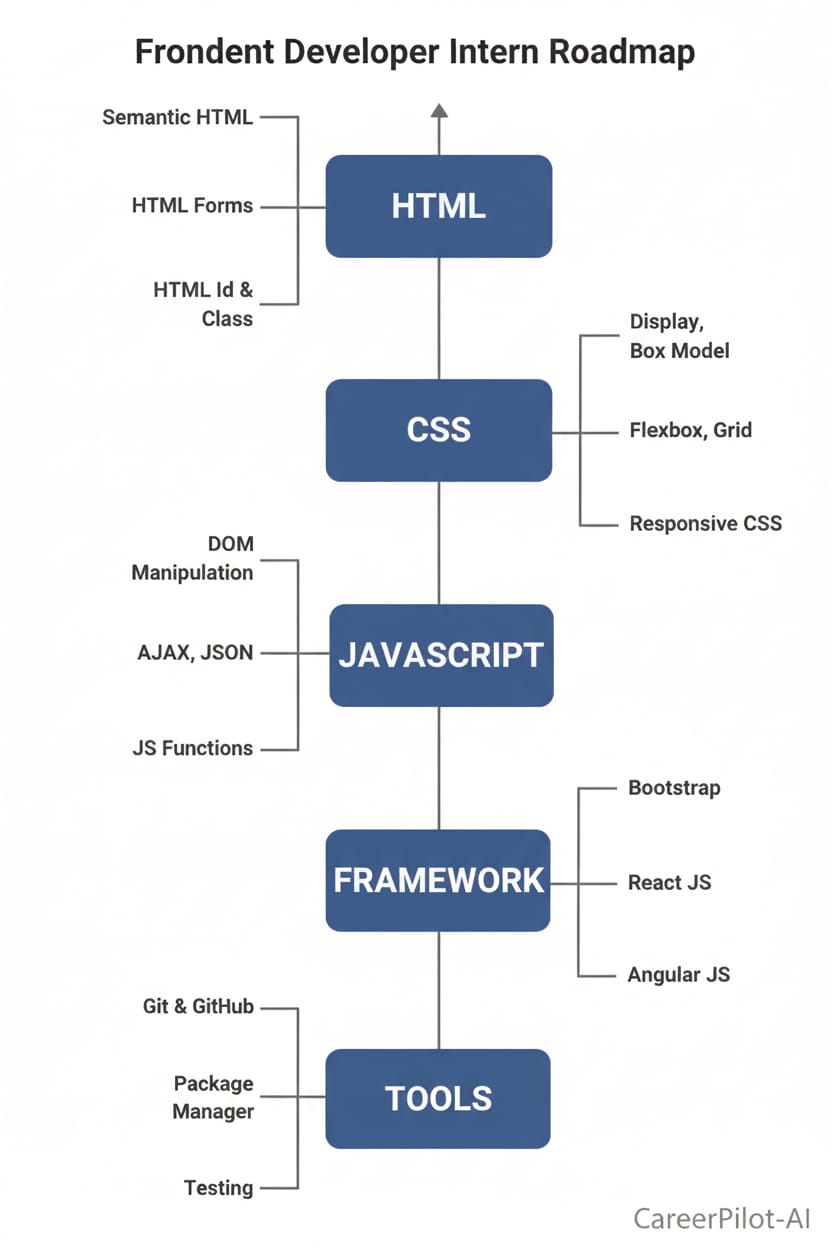 Frondent Developer Intern Roadmap
Semantic HTML
HTML Forms
HTML Id &
Class
HTML
Display,
Box Model
Flexbox, Grid
Responsive CSS
CSS
DOM
Manipulation
AJAX, JSON
JS Functions
JAVASCRIPT
Bootstrap
React JS
Angular JS
FRAMEWORK
Git & GitHub
Package
Manager
Testing
TOOLS
CareerPilot-AI